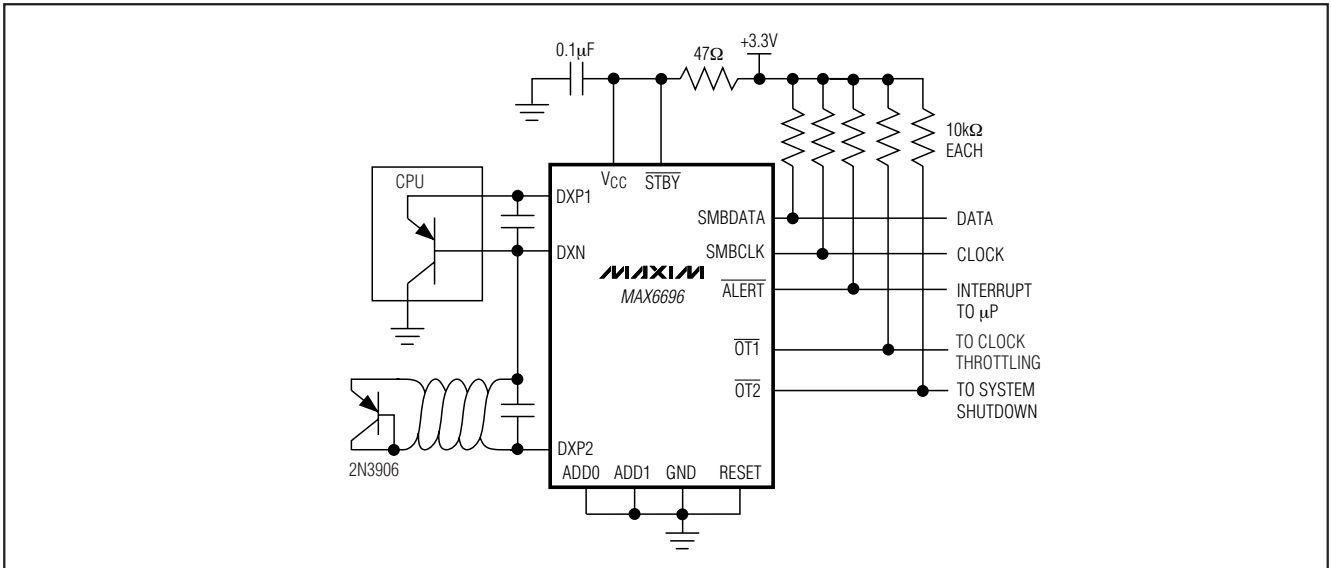 +3.3V
0.1µF
47Ω
10kΩ
EACH
CPU
VCC
STBY
DXP1
SMBDATA
DATA
DXN
SMBCLK
CLOCK
MAXIM
MAX6696
ALERT
INTERRUPT
TO µP
OT1
TO CLOCK
THROTTLING
OT2
TO SYSTEM
SHUTDOWN
DXP2
2N3906
ADD0 ADD1 GND RESET